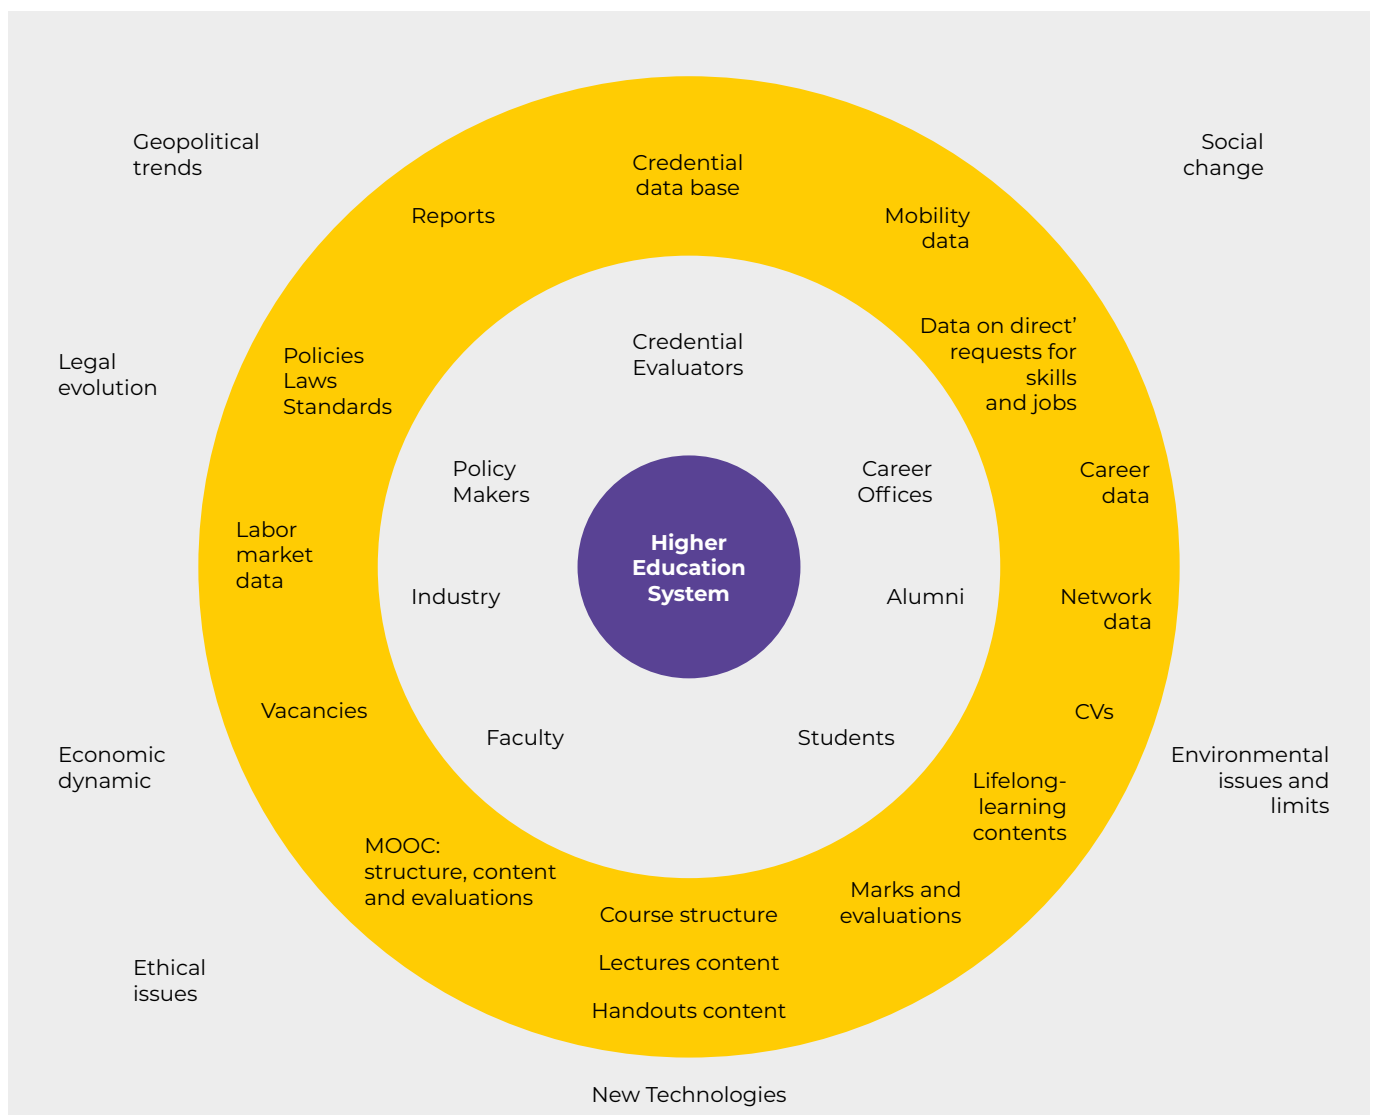 Geopolitical
trends
Social
change
Credential
data base
Reports
Mobility
data
Data on direct’
requests for
skills
and jobs
Credential
Evaluators
Legal
evolution
Policies
Laws
Standards
Policy
Makers
Career
Offices
Career
data
Labor
market
data
Higher
Education
System
Industry
Alumni
Network
data
Vacancies
Faculty
Students
CVs
Economic
dynamic
Environmental
issues and
limits
Lifelong-
learning
contents
MOOC:
structure, content
and evaluations
Marks and
evaluations
Course structure
Lectures content
Handouts content
Ethical
issues
New Technologies